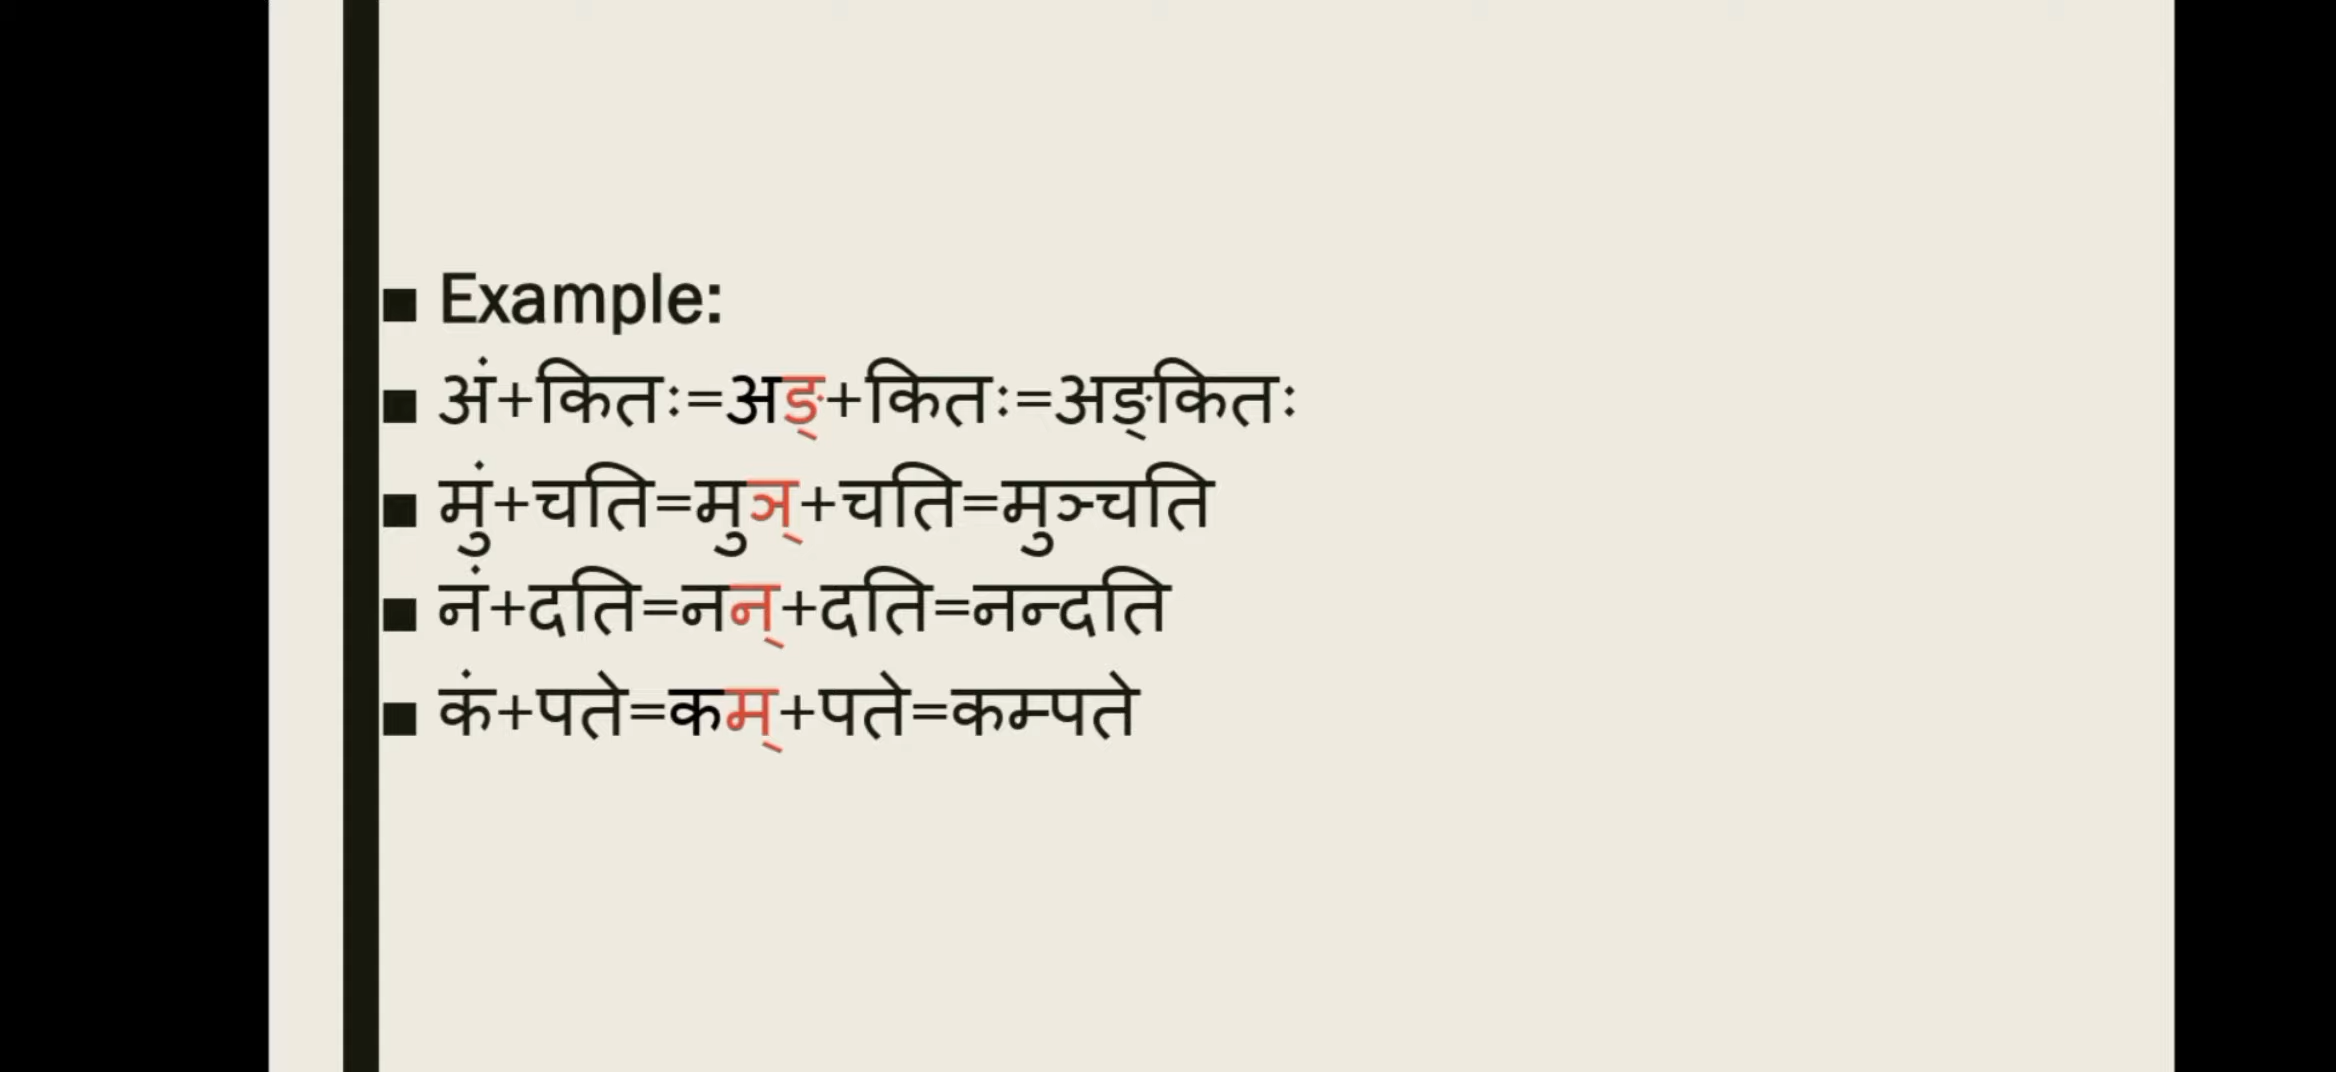 ■ Example:
■ अं+कितः=अङ्+कितः=अङ्कितः
■ मुं+चति=मुञ्+चति=मुञ्चति
■ नं+दति=नन्+दति=नन्दति
■ कं+पते=कम्+पते=कम्पते